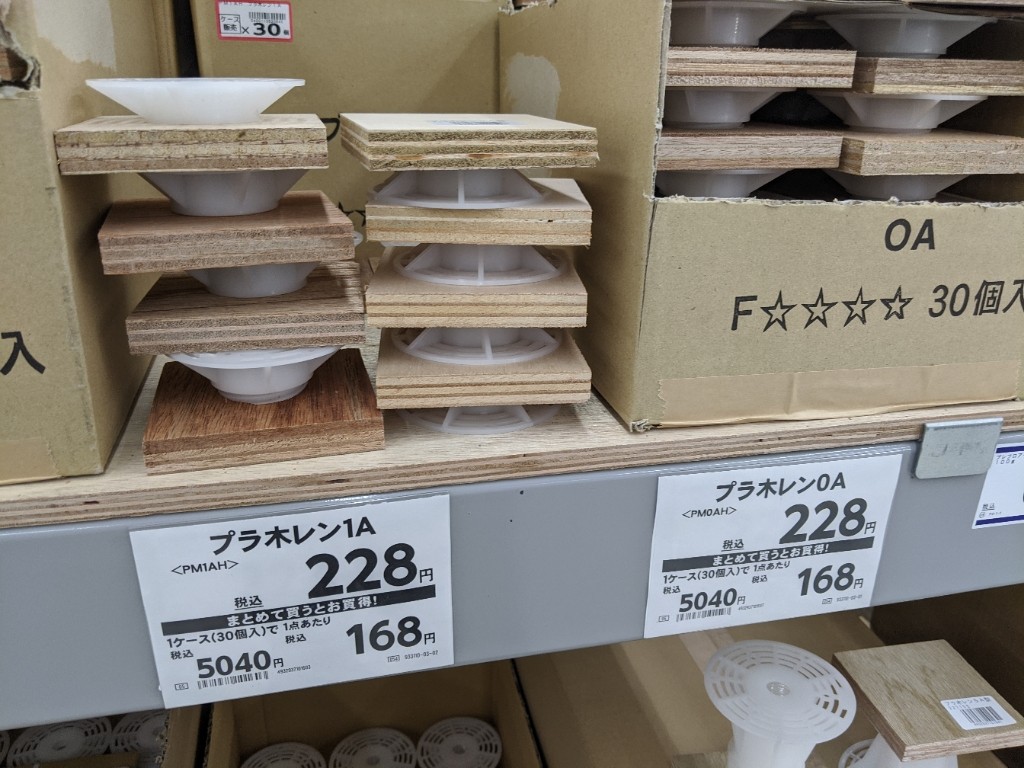 ケース
販売 ×30個
入
OA
F☆☆☆☆ 30個入
プラ木レン1A
<PM1AH>
228円
税込
まとめて買うとお買得!
1ケース(30個入)で 1点あたり
税込 5040円
税込 168円
プラ木レン0A
<PM0AH>
228円
税込
まとめて買うとお買得!
1ケース(30個入)で 1点あたり
税込 5040円
税込 168円
税込